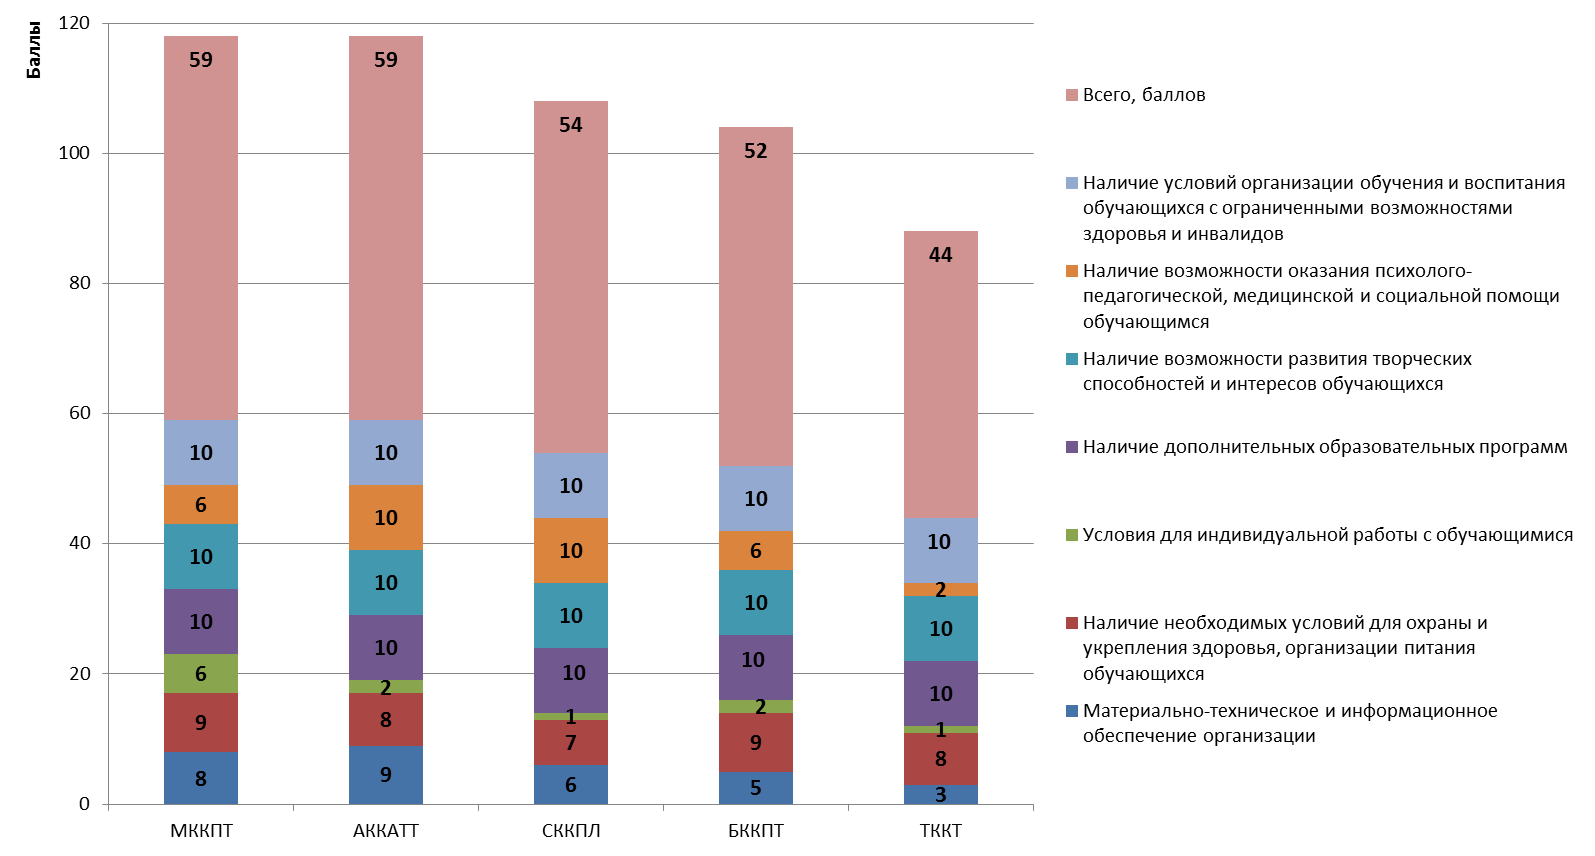 Баллы
120
100
80
60
40
20
0
59
10
6
10
10
6
9
8
59
10
10
10
10
2
8
9
54
10
10
10
10
1
7
6
52
10
6
10
10
2
9
5
44
10
2
10
10
1
8
3
МККПТ
АККАТТ
СККПЛ
БККПТ
ТККТ
Всего, баллов
Наличие условий организации обучения и воспитания
обучающихся с ограниченными возможностями
здоровья и инвалидов
Наличие возможности оказания психолого-
педагогической, медицинской и социальной помощи
обучающимся
Наличие возможности развития творческих
способностей и интересов обучающихся
Наличие дополнительных образовательных программ
Условия для индивидуальной работы с обучающимися
Наличие необходимых условий для охраны и
укрепления здоровья, организации питания
обучающихся
Материально-техническое и информационное
обеспечение организации